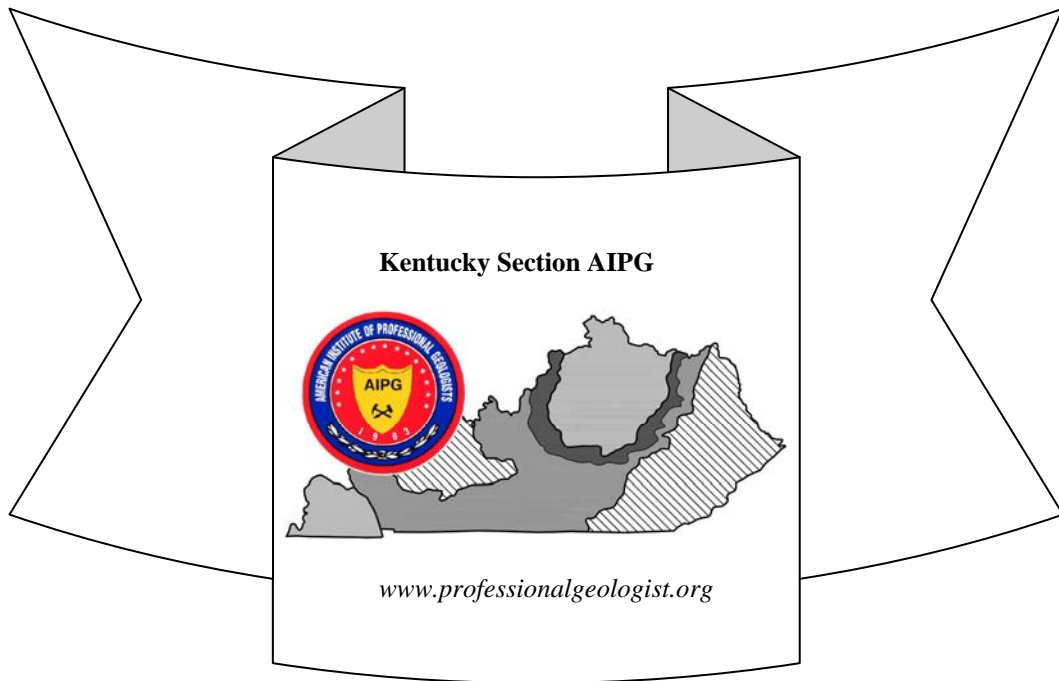 Kentucky Section AIPG
AMERICAN INSTITUTE OF PROFESSIONAL GEOLOGISTS
AIPG
1963
www.professionalgeologist.org